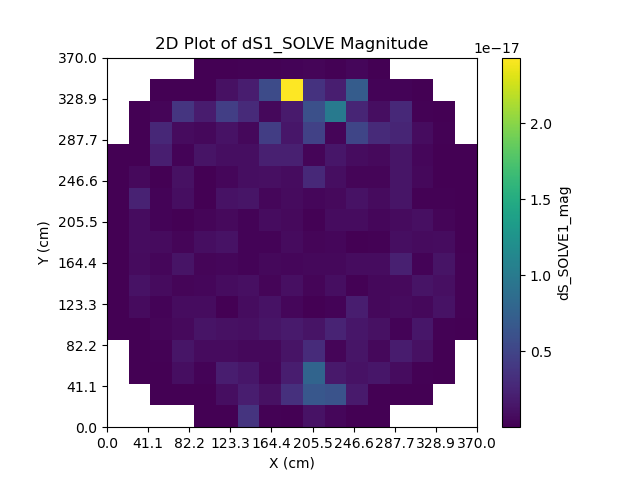 2D Plot of dS1_SOLVE Magnitude
1e−17
370.0
328.9
287.7
246.6
205.5
164.4
123.3
82.2
41.1
0.0
Y (cm)
0.0 41.1 82.2 123.3 164.4 205.5 246.6 287.7 328.9 370.0
X (cm)
2.0
1.5
1.0
0.5
dS_SOLVE1_mag